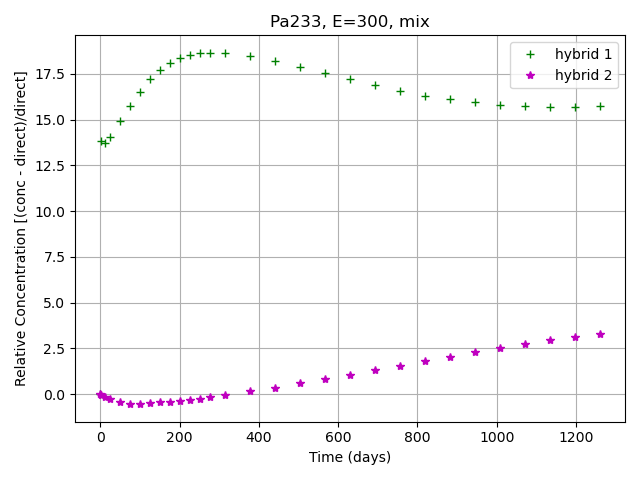 Pa233, E=300, mix
hybrid 1
hybrid 2
Relative Concentration [(conc - direct)/direct]
17.5
15.0
12.5
10.0
7.5
5.0
2.5
0.0
0 200 400 600 800 1000 1200
Time (days)